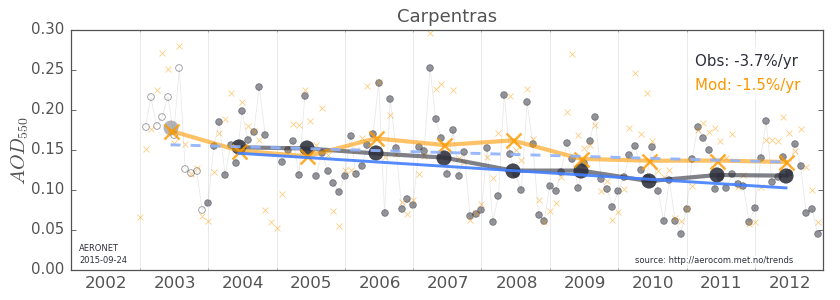 Carpentras
0.30
0.25
0.20
0.15
0.10
0.05
0.00
AOD550
Obs: -3.7%/yr
Mod: -1.5%/yr
AERONET
2015-09-24
source: http://aerocom.met.no/trends
2002 2003 2004 2005 2006 2007 2008 2009 2010 2011 2012